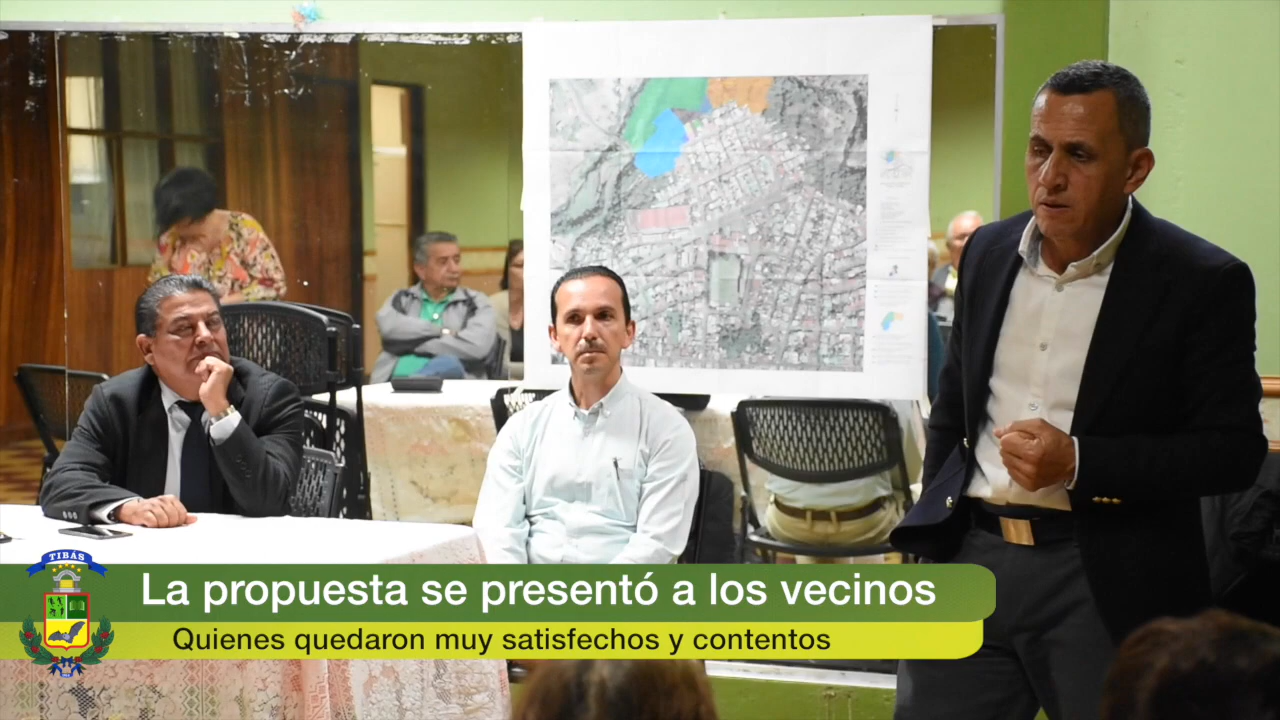 TIBÁS
La propuesta se presentó a los vecinos
Quienes quedaron muy satisfechos y contentos